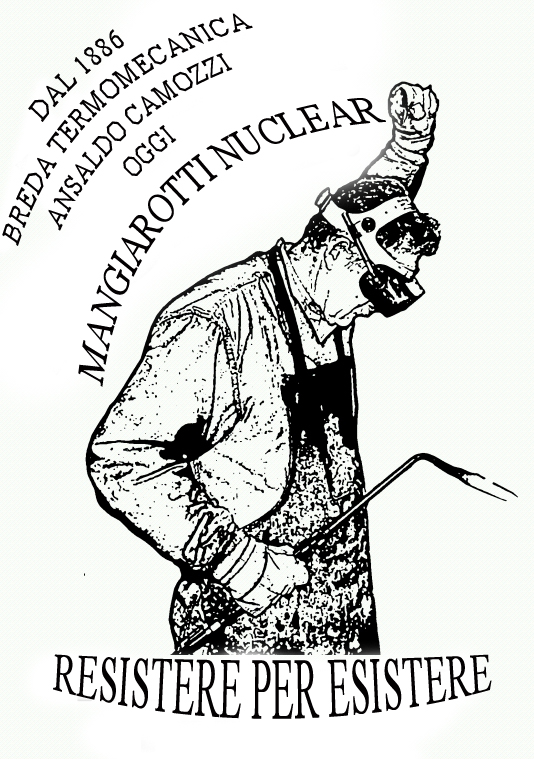 DAL 1886
BREDA TERMOMECANICA
ANSALDO CAMOZZI
OGGI
MANGIAROTTI NUCLEAR
RESISTERE PER ESISTERE